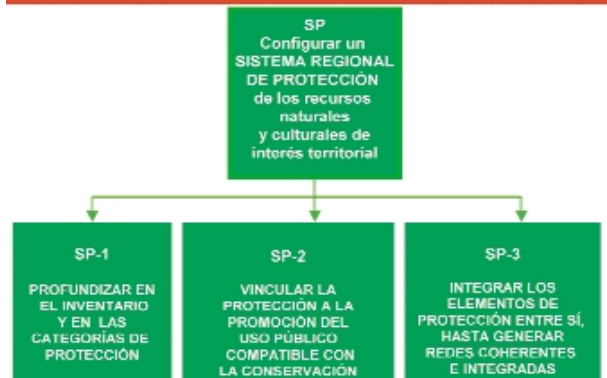 SP
Configurar un
SISTEMA REGIONAL
DE PROTECCIÓN
de los recursos
naturales
y culturales de
interés territorial
SP-1
PROFUNDIZAR EN
EL INVENTARIO
Y EN LAS
CATEGORÍAS DE
PROTECCIÓN
SP-2
VINCULAR LA
PROTECCIÓN A LA
PROMOCIÓN DEL
USO PÚBLICO
COMPATIBLE CON
LA CONSERVACIÓN
SP-3
INTEGRAR LOS
ELEMENTOS DE
PROTECCIÓN ENTRE SÍ,
HASTA GENERAR
REDES COHERENTES
E INTEGRADAS